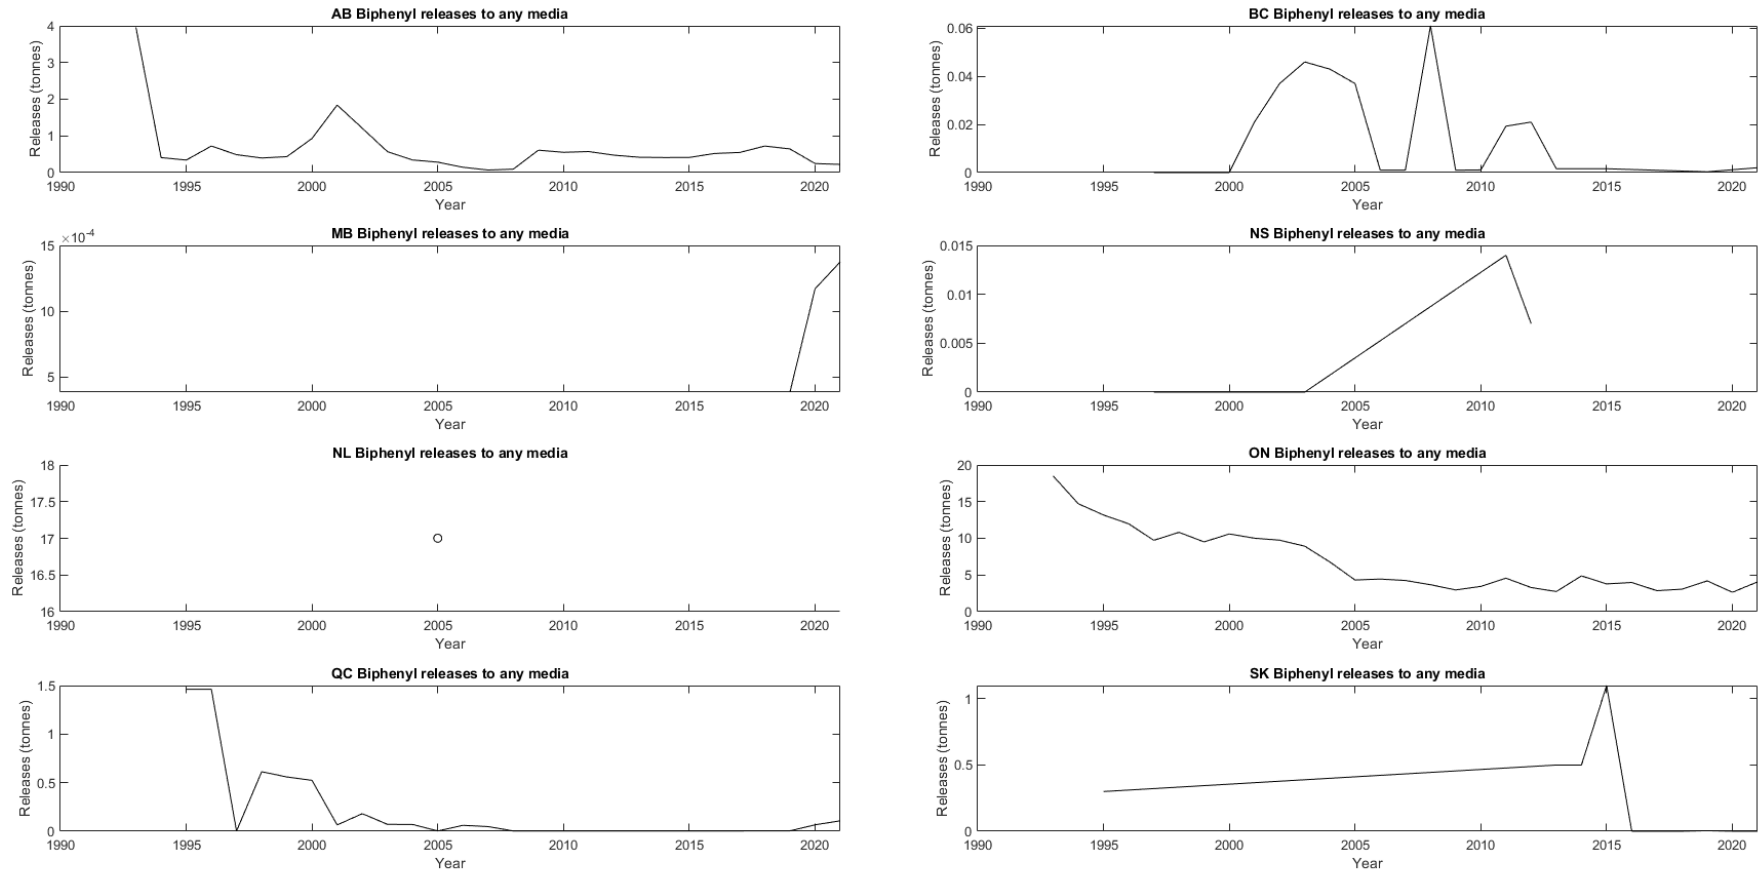 AB Biphenyl releases to any media
4
3
2
1
0
Releases (tonnes)
1990 1995 2000 2005 2010 2015 2020
Year
BC Biphenyl releases to any media
0.06
0.04
0.02
0
Releases (tonnes)
1990 1995 2000 2005 2010 2015 2020
Year
MB Biphenyl releases to any media
×10-4
15
10
5
Releases (tonnes)
1990 1995 2000 2005 2010 2015 2020
Year
NS Biphenyl releases to any media
0.015
0.01
0.005
0
Releases (tonnes)
1990 1995 2000 2005 2010 2015 2020
Year
NL Biphenyl releases to any media
18
17.5
17
16.5
16
Releases (tonnes)
1990 1995 2000 2005 2010 2015 2020
Year
ON Biphenyl releases to any media
20
15
10
5
0
Releases (tonnes)
1990 1995 2000 2005 2010 2015 2020
Year
QC Biphenyl releases to any media
1.5
1
0.5
0
Releases (tonnes)
1990 1995 2000 2005 2010 2015 2020
Year
SK Biphenyl releases to any media
1
0.5
0
Releases (tonnes)
1990 1995 2000 2005 2010 2015 2020
Year